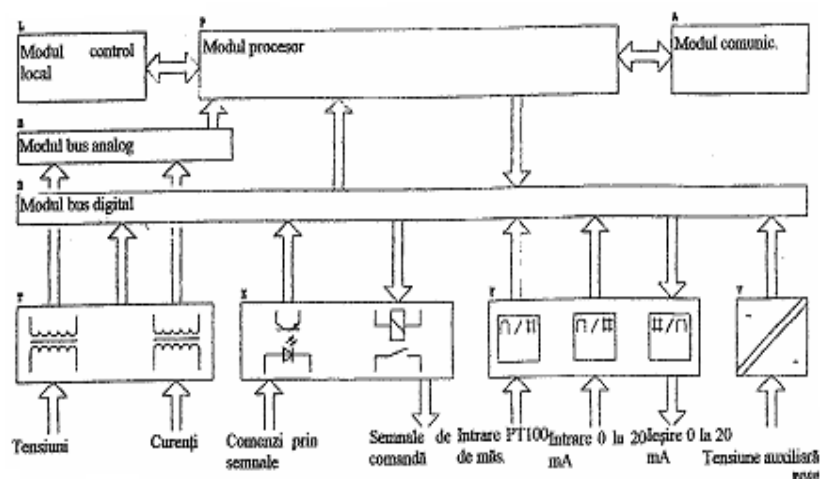 L
Modul control
local
P
Modul procesor
A
Modul comunic.
Modul bus analog
Modul bus digital
T
X
Y
V
∩/#
∩/#
#/∩
Tensiuni
Curenți
Comenzi prin
semnale
Semnale de
comandă
Intrare PT100
de măs.
Intrare 0 la 20
mA
Ieșire 0 la 20
mA
Tensiune auxiliară